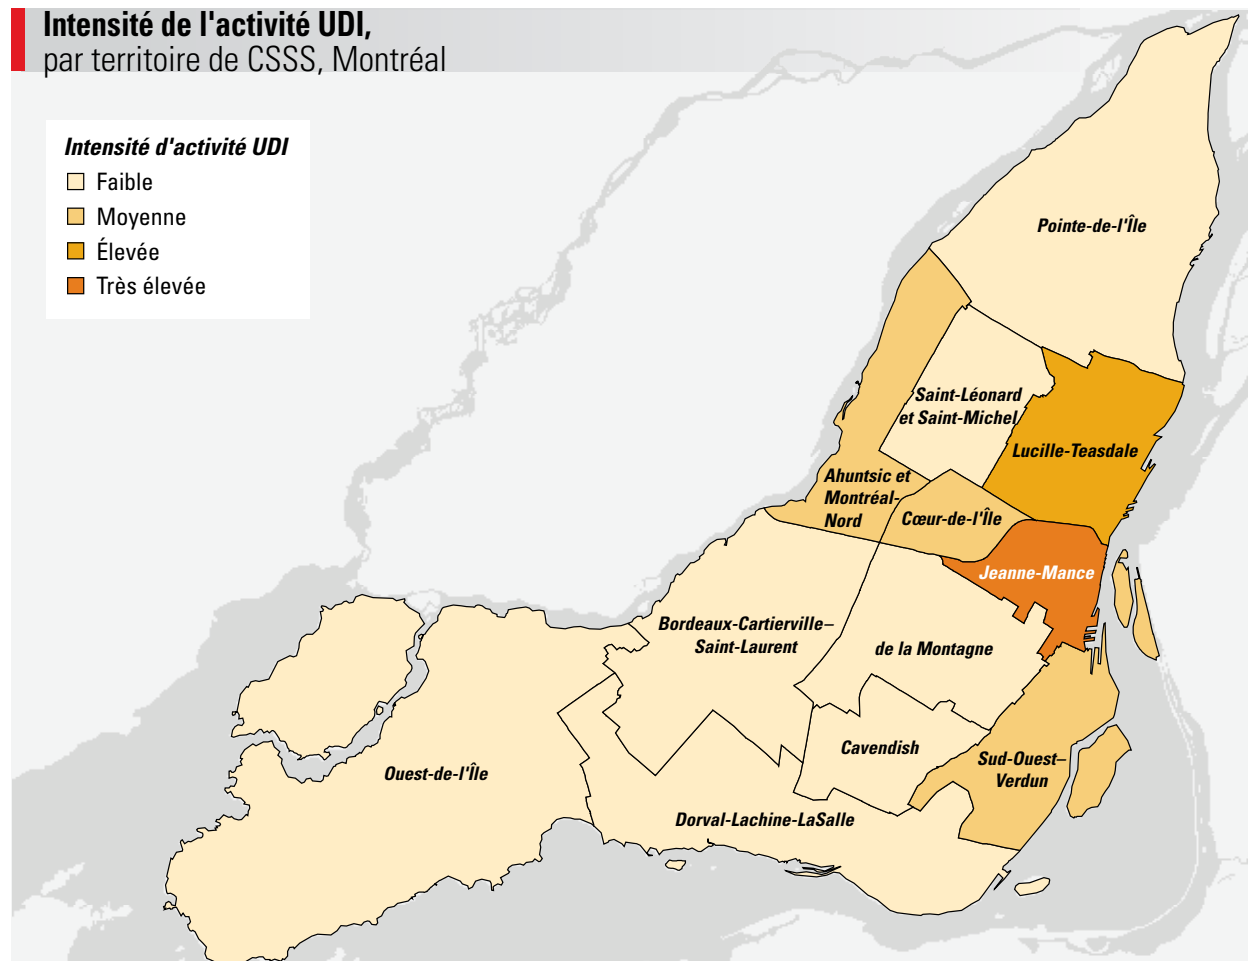 Intensité de l'activité UDI,
par territoire de CSSS, Montréal
Intensité d'activité UDI
Faible
Moyenne
Élevée
Très élevée
Pointe-de-l'Île
Saint-Léonard
et Saint-Michel
Lucille-Teasdale
Ahuntsic et
Montréal-
Nord
Cœur-de-l'Île
Jeanne-Mance
Bordeaux-Cartierville–
Saint-Laurent
de la Montagne
Cavendish
Sud-Ouest–
Verdun
Ouest-de-l'Île
Dorval-Lachine-LaSalle